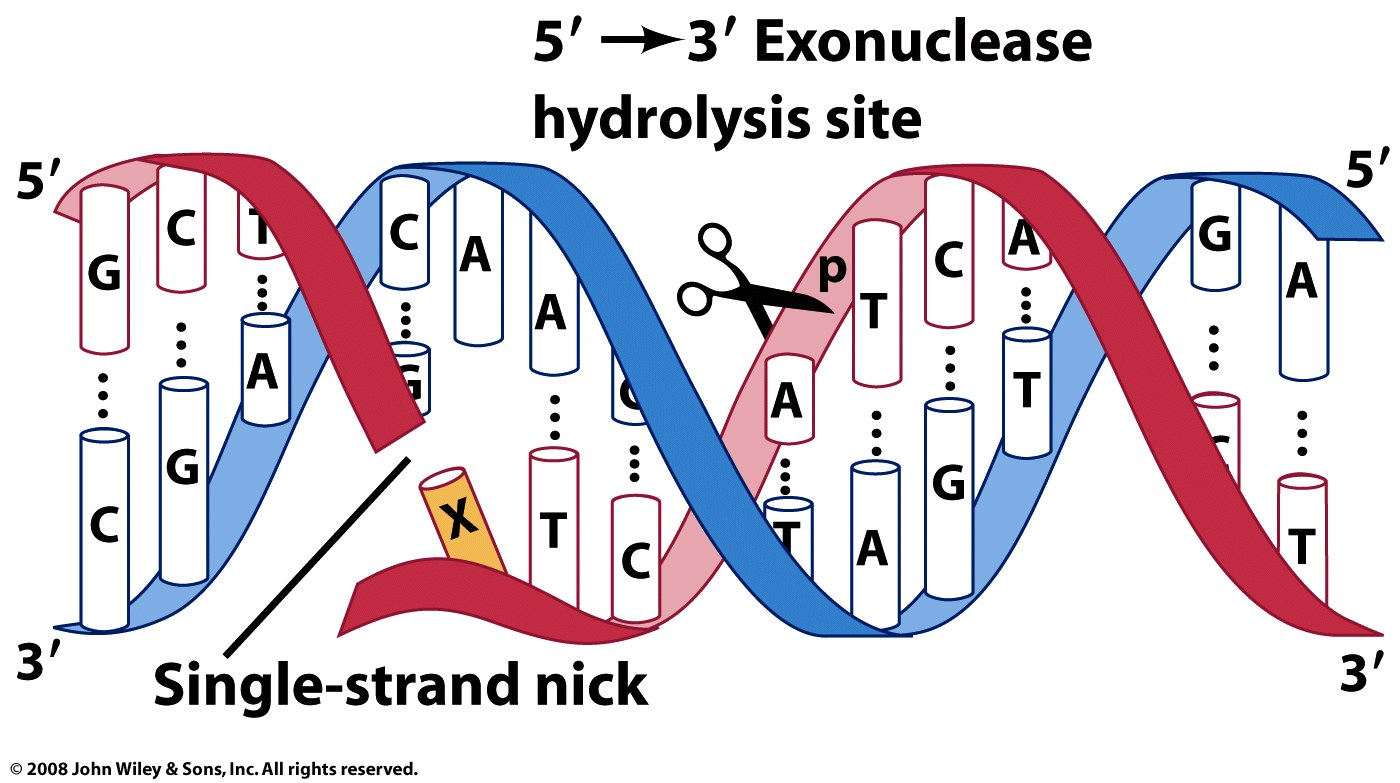 5′ → 3′ Exonuclease
hydrolysis site
5′ 5′
G C T C A A p T C A G A
A G G A T
C G T C T A G T T
3′ 3′
Single-strand nick
X
© 2008 John Wiley & Sons, Inc. All rights reserved.